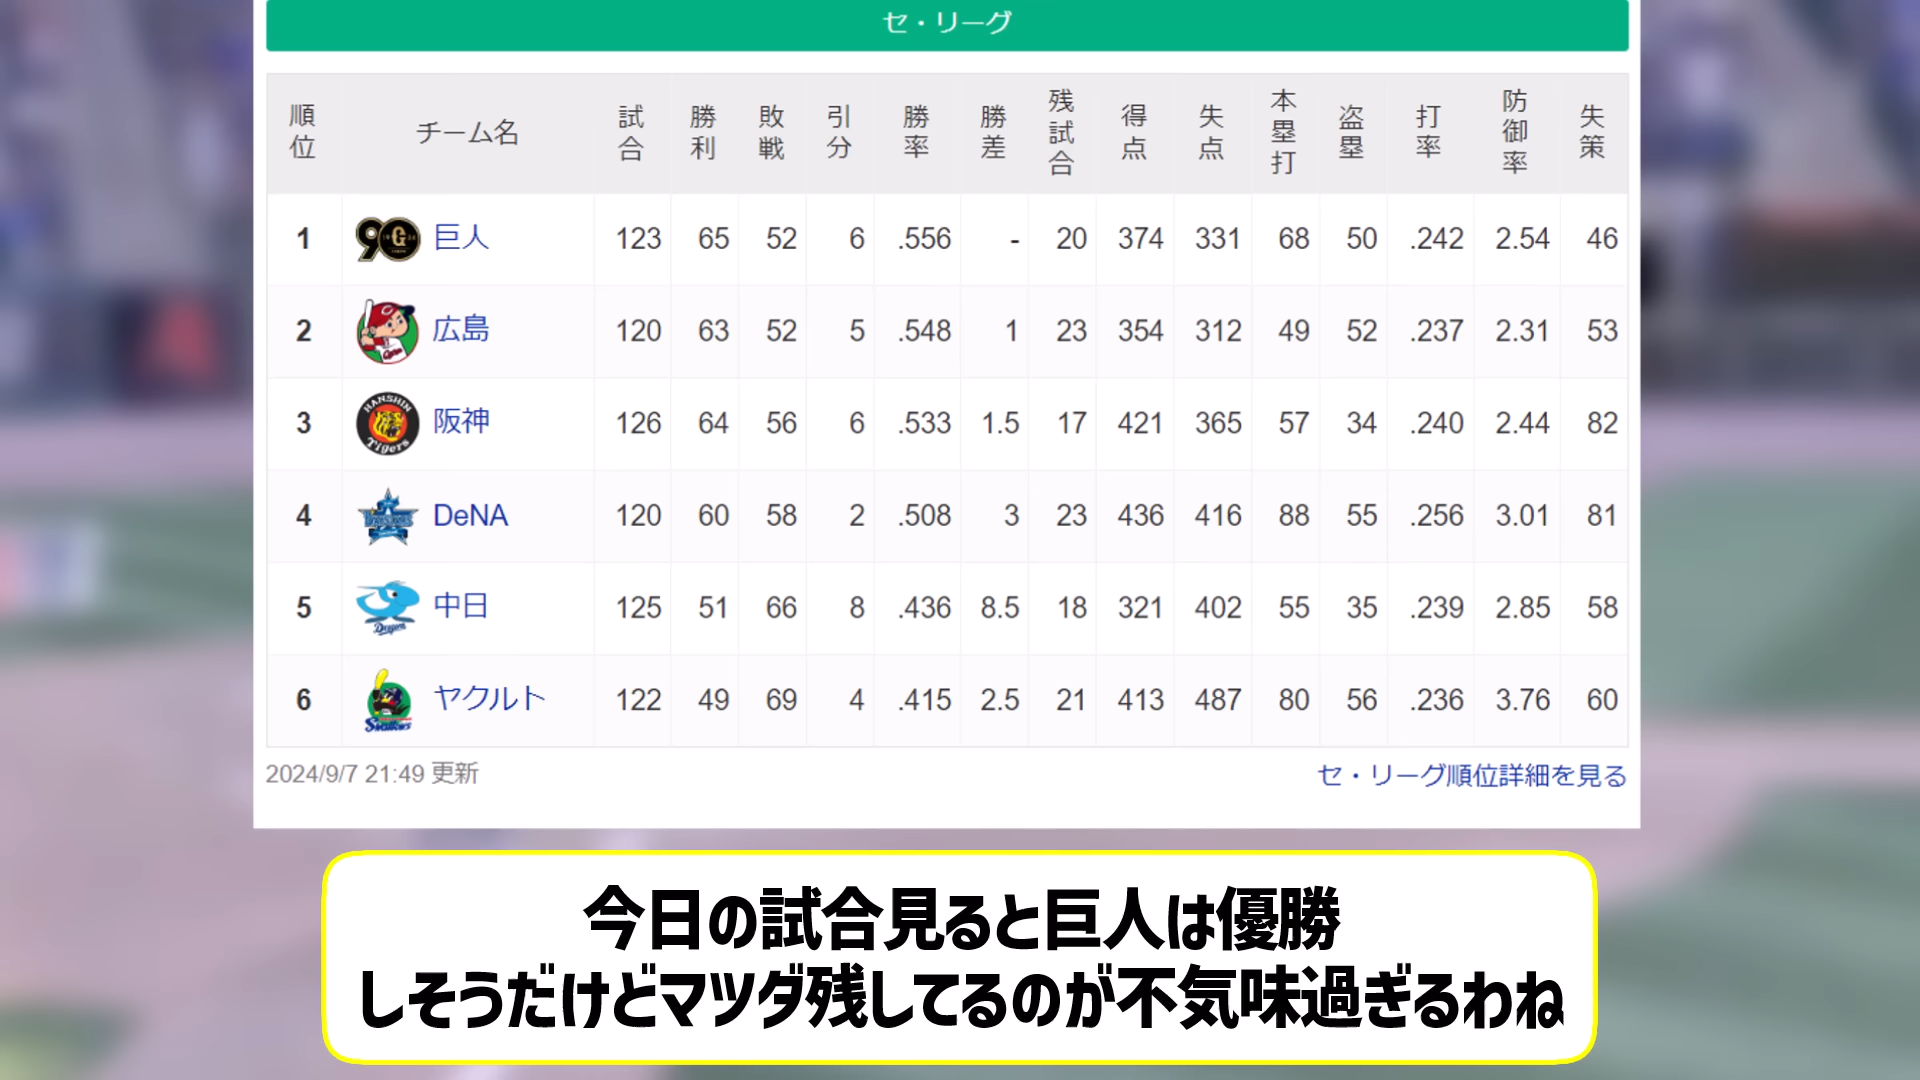 セ・リーグ
順位 チーム名 試合 勝利 敗戦 引分 勝率 勝差 残試合 得点 失点 本塁打 盗塁 打率 防御率 失策
1 巨人 123 65 52 6 .556 - 20 374 331 68 50 .242 2.54 46
2 広島 120 63 52 5 .548 1 23 354 312 49 52 .237 2.31 53
3 HANSHIN Tigers 阪神 126 64 56 6 .533 1.5 17 421 365 57 34 .240 2.44 82
4 DeNA 120 60 58 2 .508 3 23 436 416 88 55 .256 3.01 81
5 Dragons 中日 125 51 66 8 .436 8.5 18 321 402 55 35 .239 2.85 58
6 Swallows ヤクルト 122 49 69 4 .415 2.5 21 413 487 80 56 .236 3.76 60
2024/9/7 21:49 更新 セ・リーグ順位詳細を見る
今日の試合見ると巨人は優勝
しそうだけどマツダ残してるのが不気味過ぎるわね